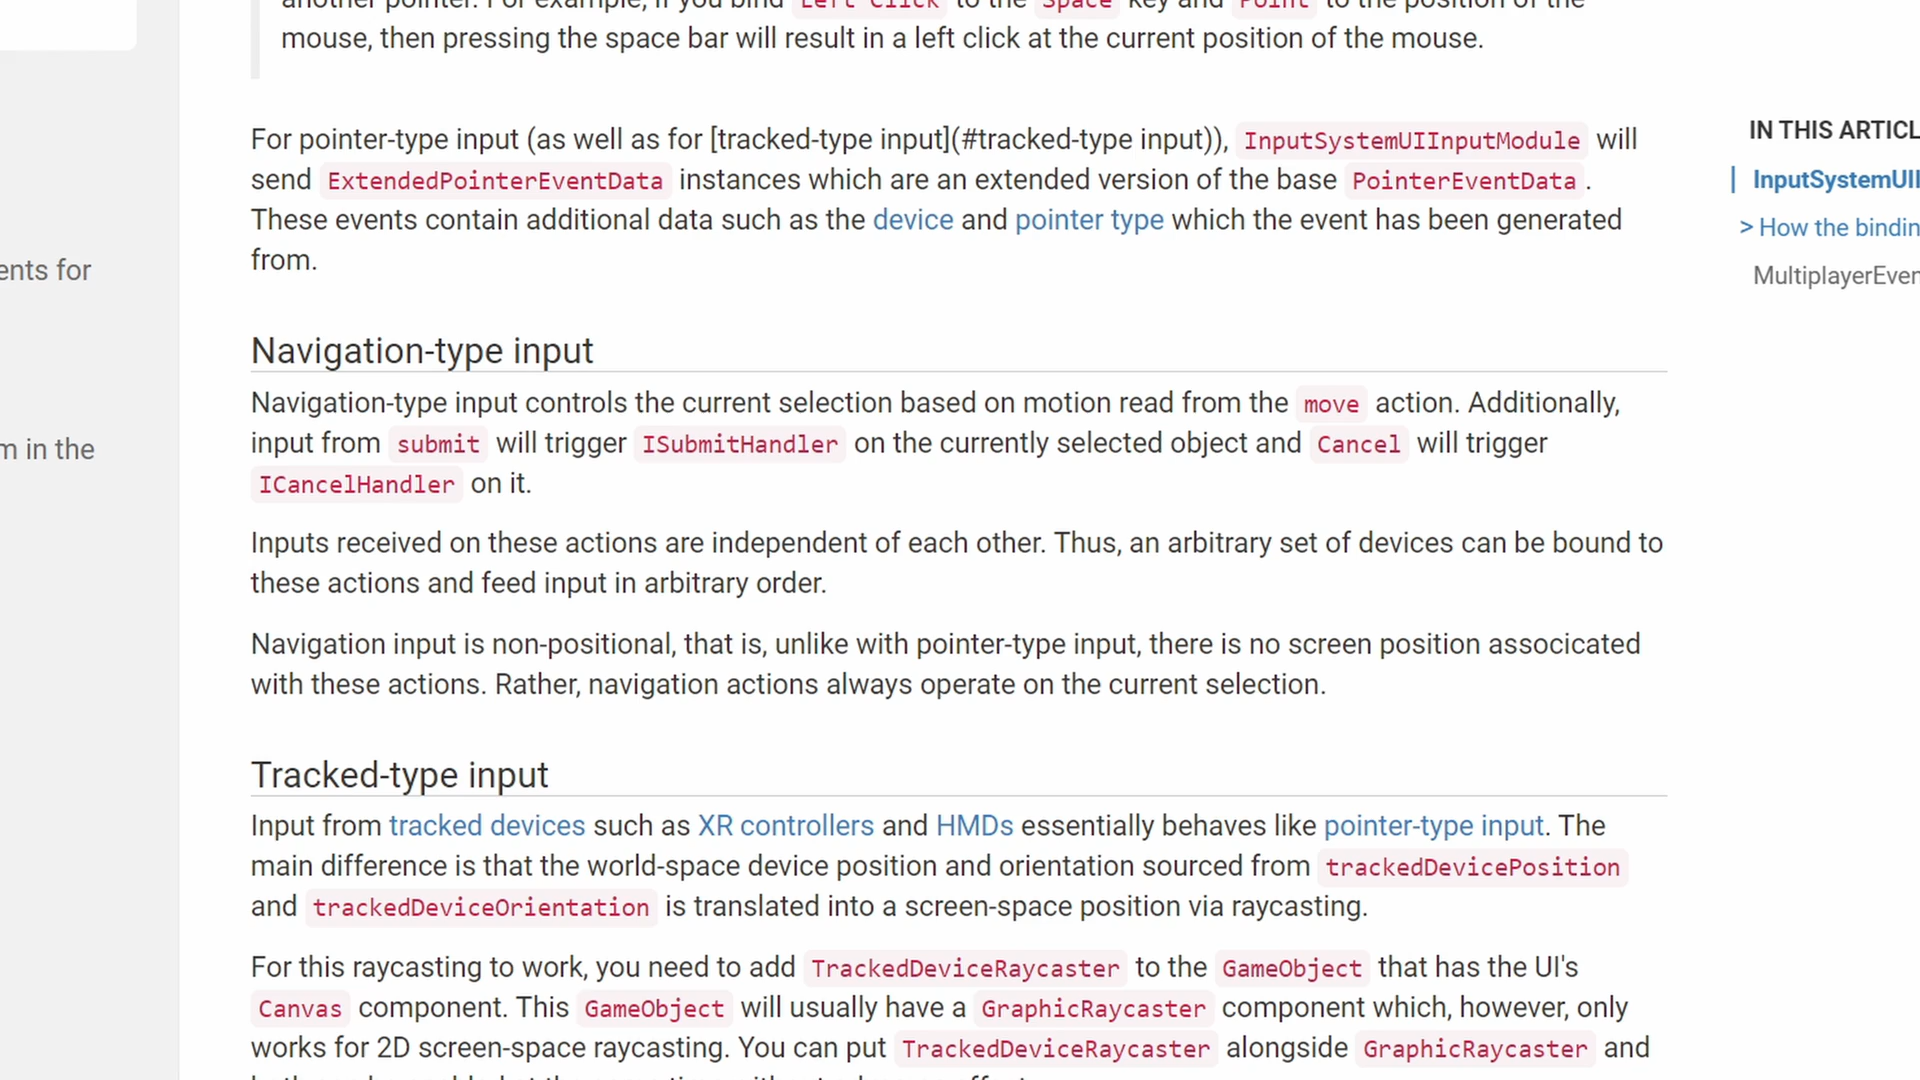 another pointer. For example, if you bind Left Click to the Space key and Point to the position of the
mouse, then pressing the space bar will result in a left click at the current position of the mouse.
For pointer-type input (as well as for [tracked-type input](#tracked-type input)), InputSystemUIInputModule will
send ExtendedPointerEventData instances which are an extended version of the base PointerEventData .
These events contain additional data such as the device and pointer type which the event has been generated
from.
Navigation-type input
Navigation-type input controls the current selection based on motion read from the move action. Additionally,
input from submit will trigger ISubmitHandler on the currently selected object and Cancel will trigger
ICancelHandler on it.
Inputs received on these actions are independent of each other. Thus, an arbitrary set of devices can be bound to
these actions and feed input in arbitrary order.
Navigation input is non-positional, that is, unlike with pointer-type input, there is no screen position associcated
with these actions. Rather, navigation actions always operate on the current selection.
Tracked-type input
Input from tracked devices such as XR controllers and HMDs essentially behaves like pointer-type input. The
main difference is that the world-space device position and orientation sourced from trackedDevicePosition
and trackedDeviceOrientation is translated into a screen-space position via raycasting.
For this raycasting to work, you need to add TrackedDeviceRaycaster to the GameObject that has the UI's
Canvas component. This GameObject will usually have a GraphicRaycaster component which, however, only
works for 2D screen-space raycasting. You can put TrackedDeviceRaycaster alongside GraphicRaycaster and
ents for
m in the
IN THIS ARTICL
InputSystemUII
> How the bindin
MultiplayerEven